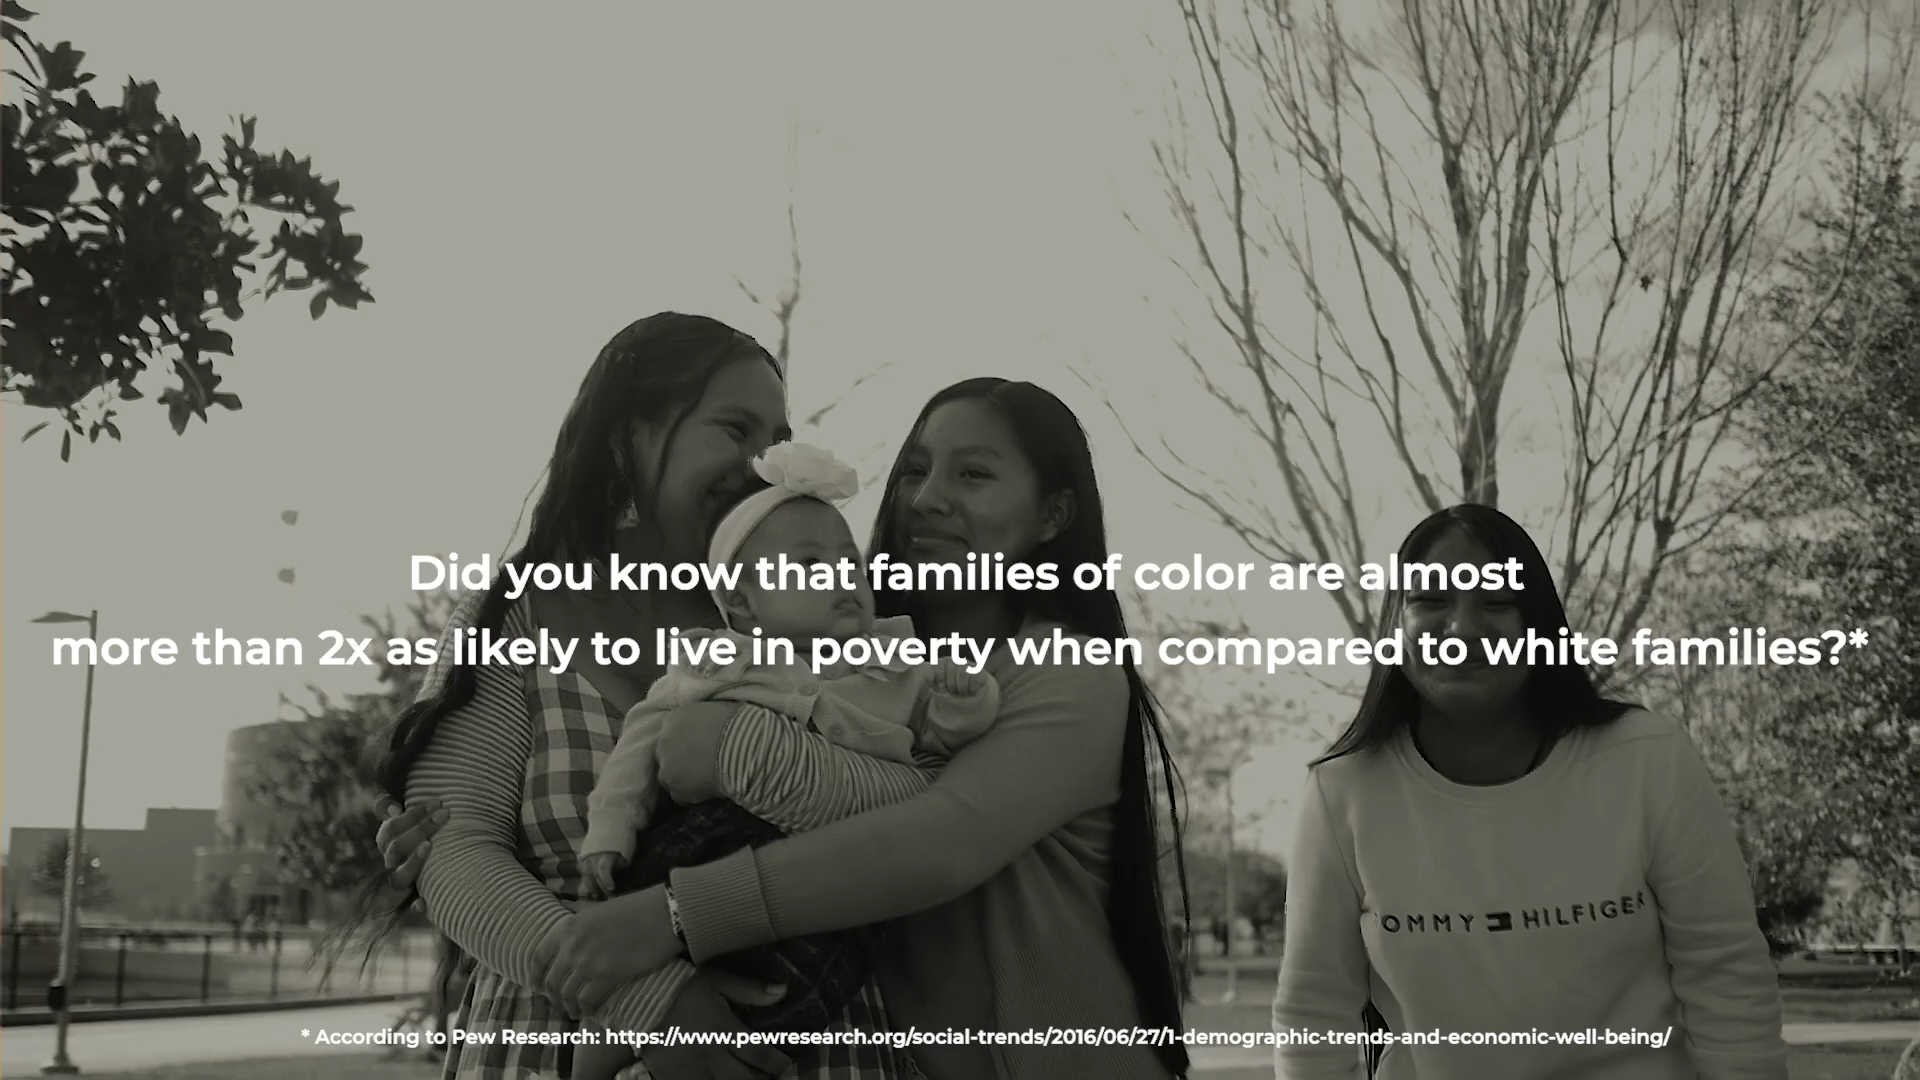 Did you know that families of color are almost
more than 2x as likely to live in poverty when compared to white families?*
OMMY HILFIGER
* According to Pew Research: https://www.pewresearch.org/social-trends/2016/06/27/1-demographic-trends-and-economic-well-being/